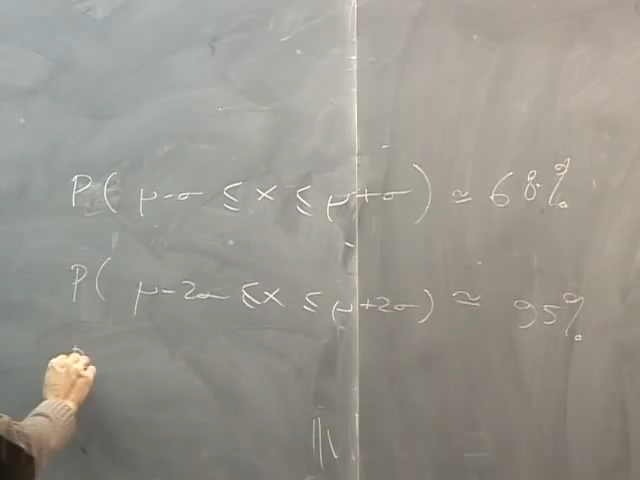 P( μ-σ ≤ x ≤ μ+σ ) ≃ 68%
P( μ-2σ ≤ x ≤ μ+2σ ) ≃ 95%